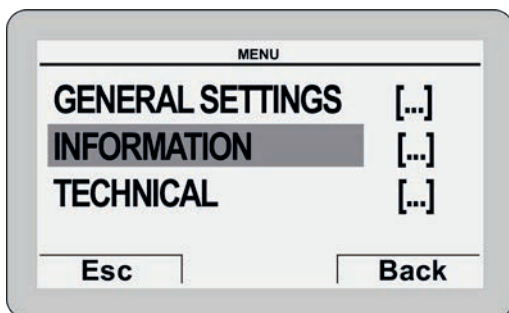 MENU
GENERAL SETTINGS [...]
INFORMATION [...]
TECHNICAL [...]
Esc Back